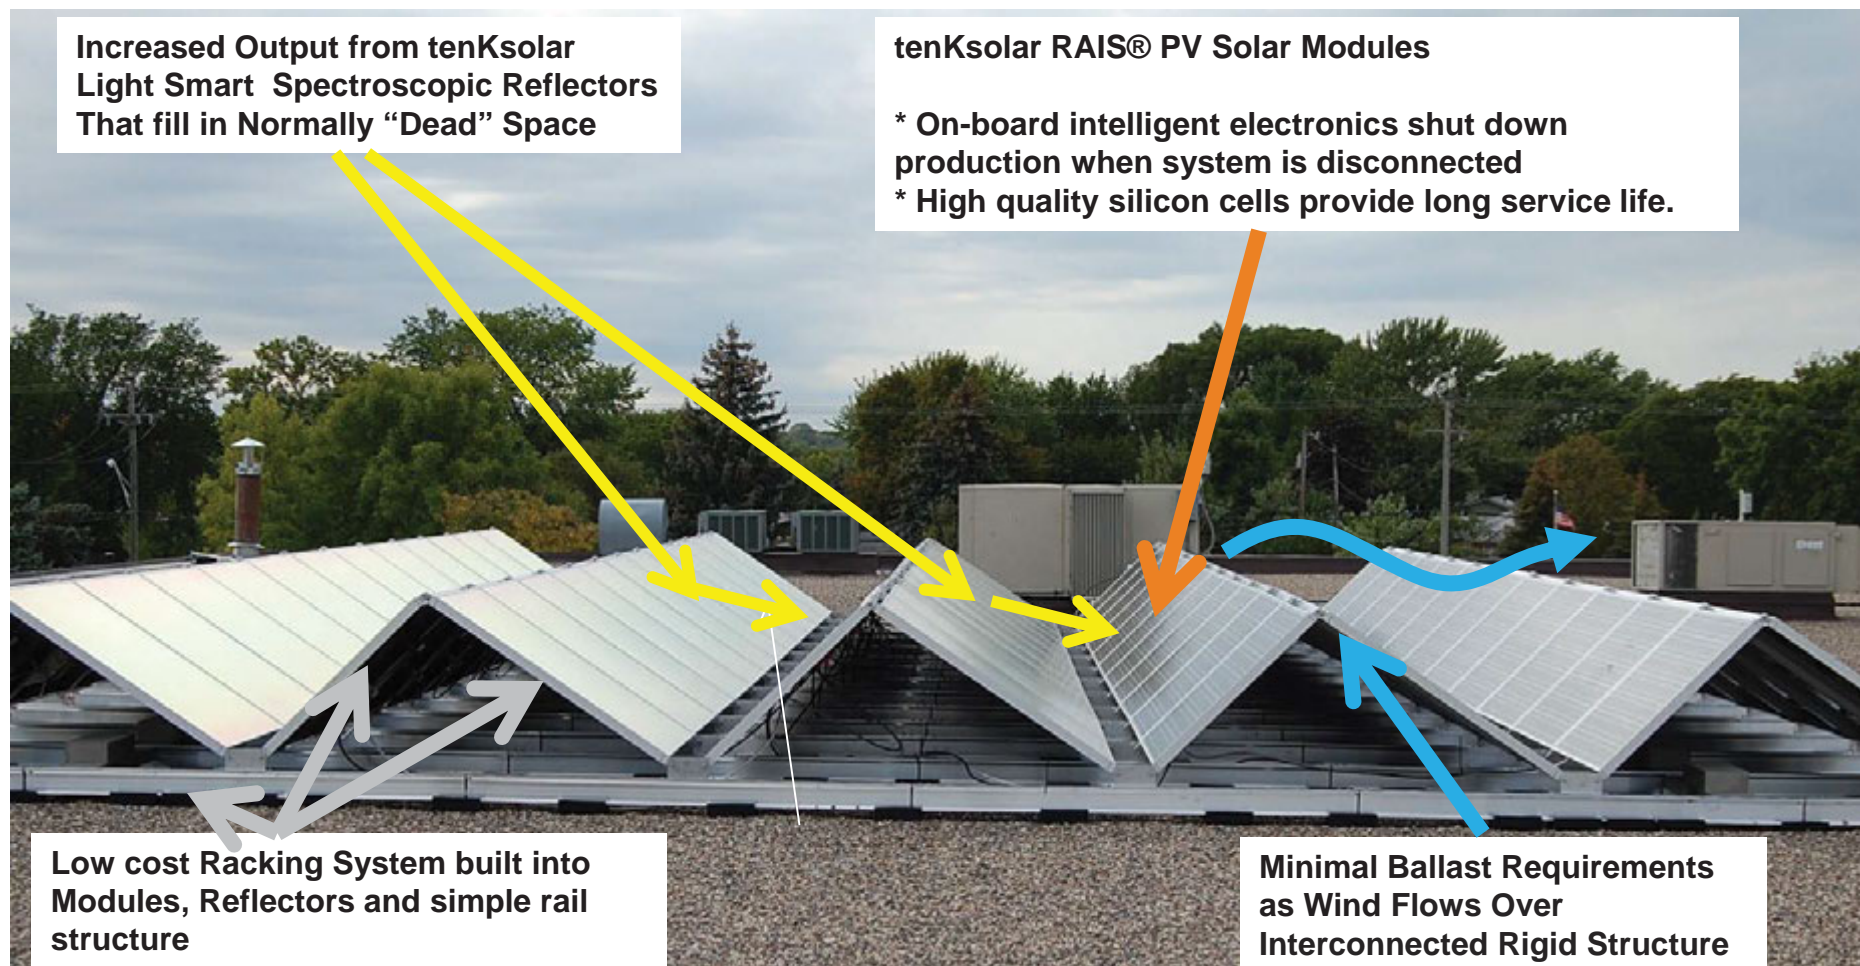 Increased Output from tenKsolar
Light Smart Spectroscopic Reflectors
That fill in Normally “Dead” Space
tenKsolar RAIS® PV Solar Modules
* On-board intelligent electronics shut down
production when system is disconnected
* High quality silicon cells provide long service life.
Low cost Racking System built into
Modules, Reflectors and simple rail
structure
Minimal Ballast Requirements
as Wind Flows Over
Interconnected Rigid Structure